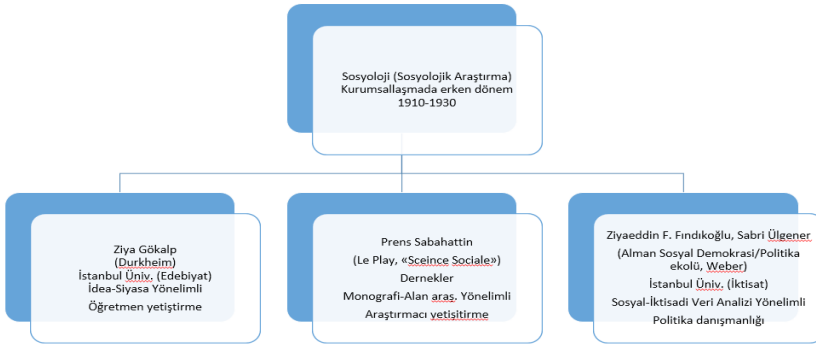 Sosyoloji (Sosyolojik Araştırma)
Kurumsallaşmada erken dönem
1910-1930
Ziya Gökalp
(Durkheim)
İstanbul Üniv. (Edebiyat)
İdea-Siyasa Yönelimli
Öğretmen yetiştirme
Prens Sabahattin
(Le Play, «Sceince Sociale»)
Dernekler
Monografi-Alan araş. Yönelimli
Araştırmacı yetişitirme
Ziyaeddin F. Fındıkoğlu, Sabri Ülgener
(Alman Sosyal Demokrasi/Politika
ekolü, Weber)
İstanbul Üniv. (İktisat)
Sosyal-İktisadi Veri Analizi Yönelimli
Politika danışmanlığı